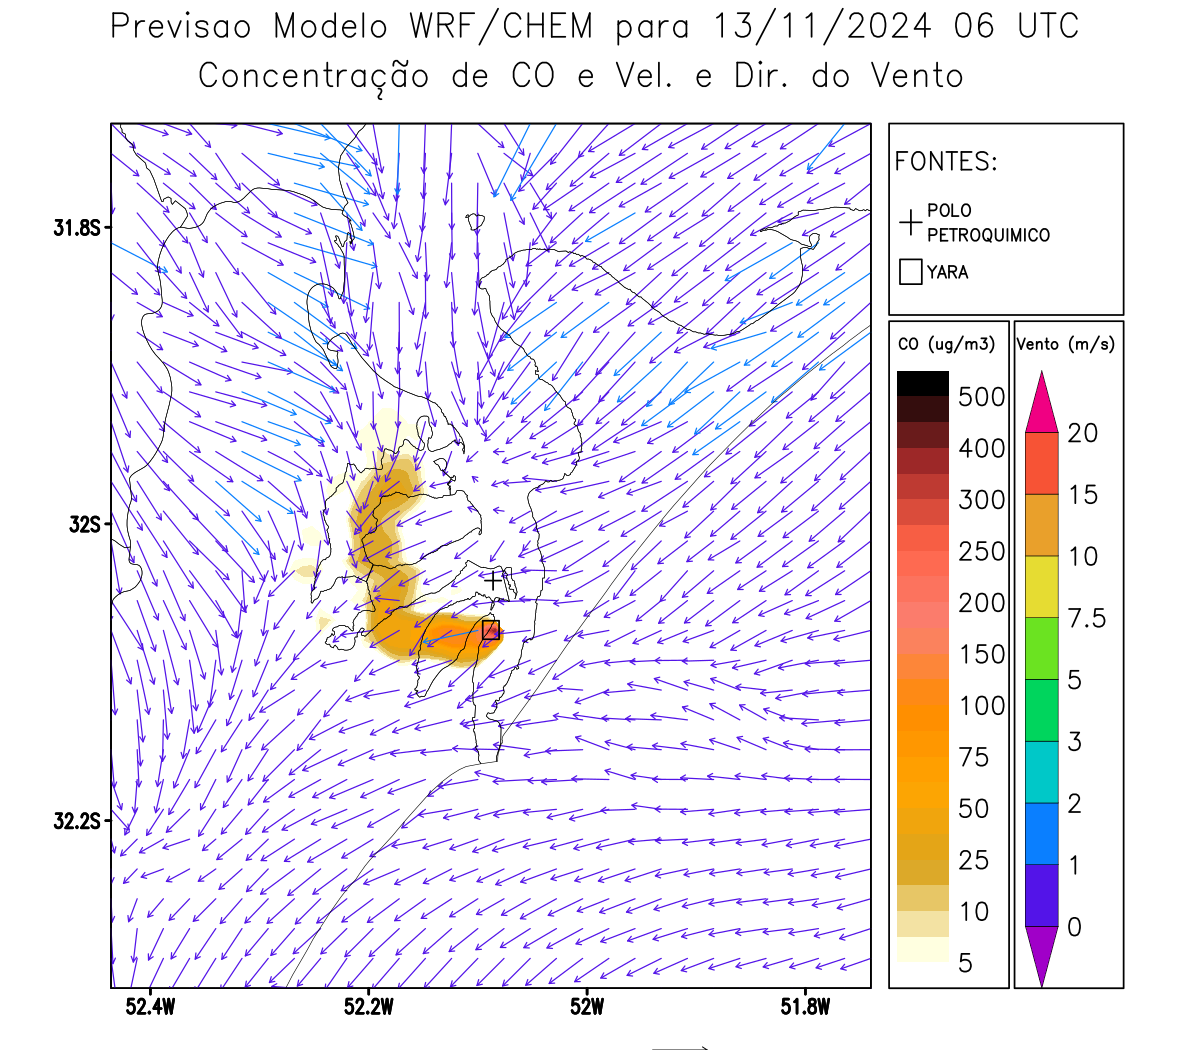 Previsao Modelo WRF/CHEM para 13/11/2024 06 UTC
Concentração de CO e Vel. e Dir. do Vento
FONTES:
POLO
PETROQUIMICO
YARA
CO (ug/m3)
500
400
300
250
200
150
100
75
50
25
10
5
Vento (m/s)
20
15
10
7.5
5
3
2
1
0
31.8S
32S
32.2S
52.4W
52.2W
52W
51.8W